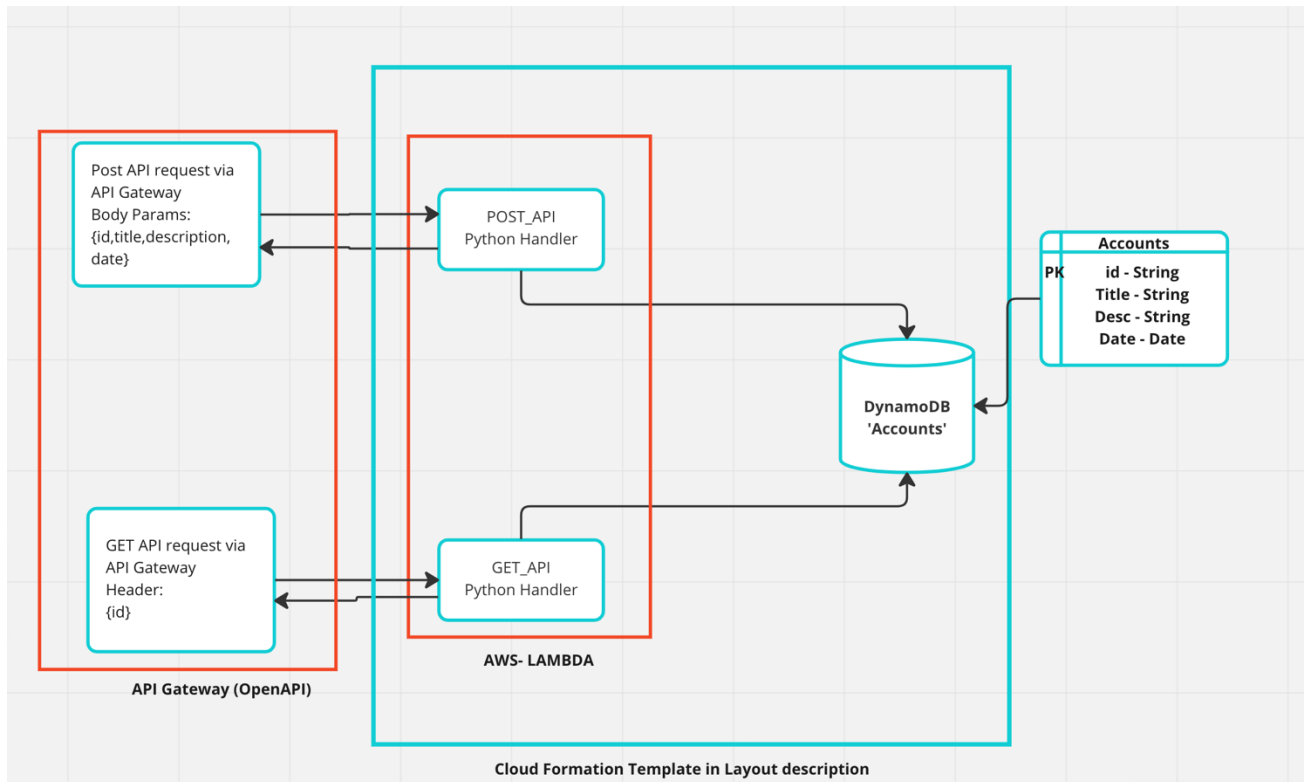 Post API request via
API Gateway
Body Params:
{id,title,description,
date}
POST_API
Python Handler
Accounts
PK
id - String
Title - String
Desc - String
Date - Date
DynamoDB
'Accounts'
GET API request via
API Gateway
Header:
{id}
GET_API
Python Handler
AWS- LAMBDA
API Gateway (OpenAPI)
Cloud Formation Template in Layout description